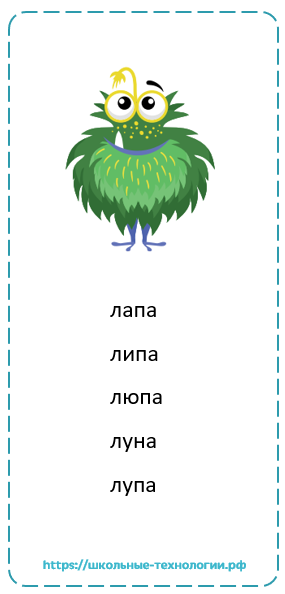 лапа
липа
люпа
луна
лупа
https://школьные-технологии.рф